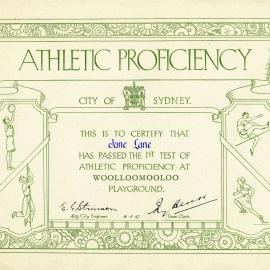 ATHLETIC PROFICIENCY
CITY OF SYDNEY.
THIS IS TO CERTIFY THAT
Jane Lane
HAS PASSED THE 1ST TEST OF
ATHLETIC PROFICIENCY AT
WOOLLOOMOOLOO
PLAYGROUND.
City Engineer
Town Clerk.